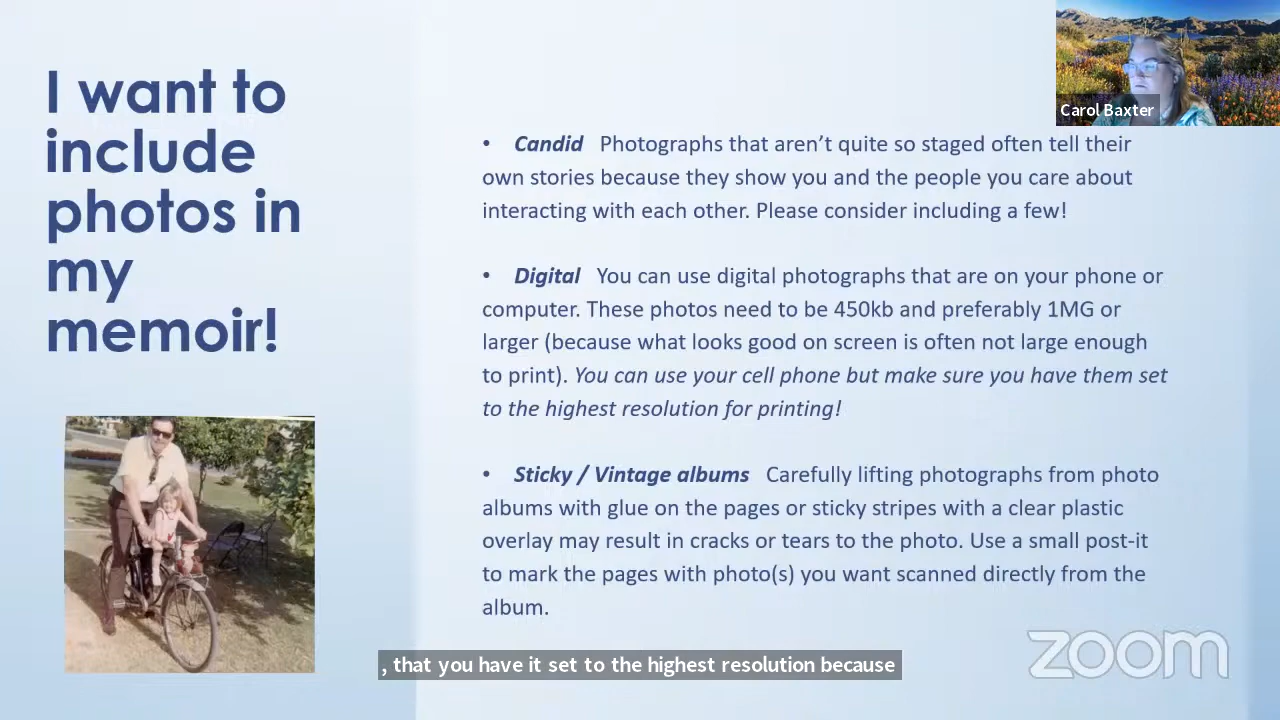 I want to
include
photos in
my
memoir!
Carol Baxter
• Candid Photographs that aren’t quite so staged often tell their
own stories because they show you and the people you care about
interacting with each other. Please consider including a few!
• Digital You can use digital photographs that are on your phone or
computer. These photos need to be 450kb and preferably 1MG or
larger (because what looks good on screen is often not large enough
to print). You can use your cell phone but make sure you have them set
to the highest resolution for printing!
• Sticky / Vintage albums Carefully lifting photographs from photo
albums with glue on the pages or sticky stripes with a clear plastic
overlay may result in cracks or tears to the photo. Use a small post-it
to mark the pages with photo(s) you want scanned directly from the
album.
, that you have it set to the highest resolution because
zoom